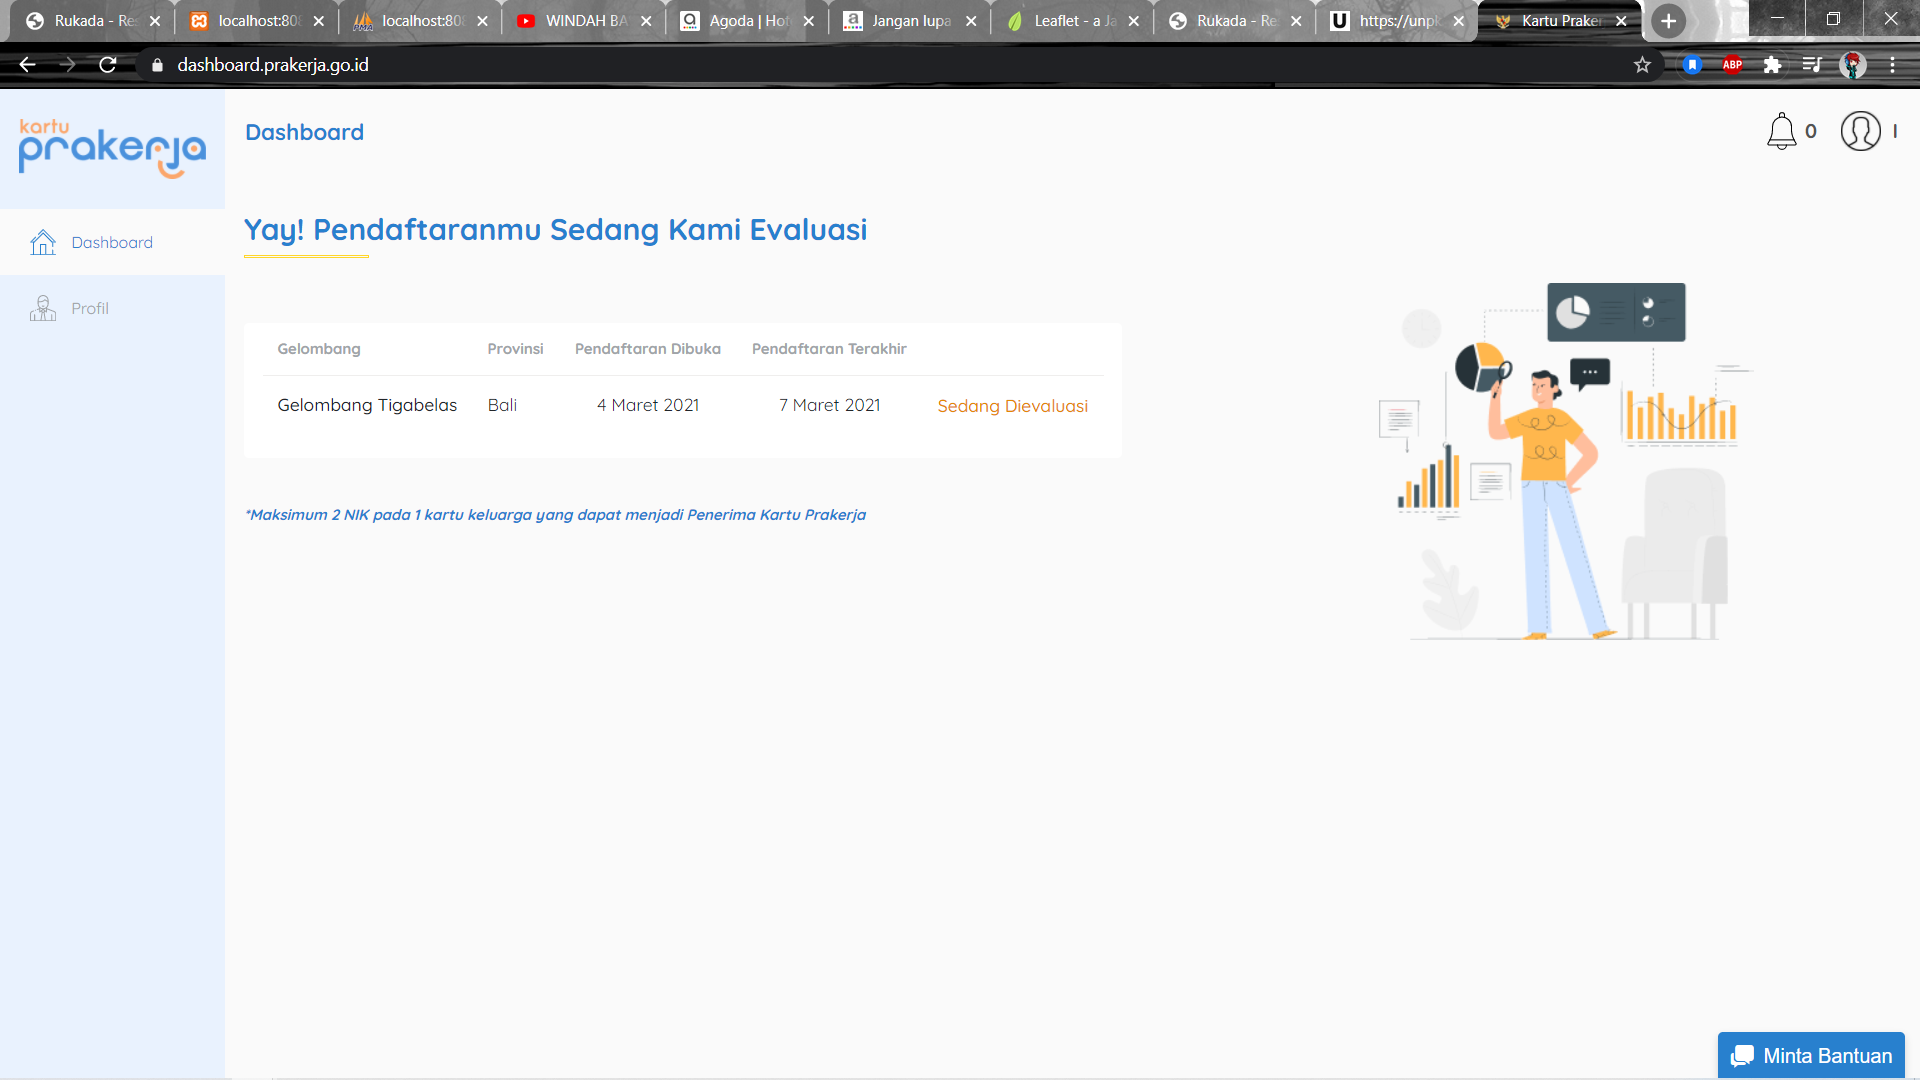 Rukada - Re
localhost:808
localhost:808
WINDAH BA
Agoda | Hot
Jangan lupa
Leaflet - a Ja
Rukada - Re
https://unpk
Kartu Praker
dashboard.prakerja.go.id
ABP
kartu
prakerja
Dashboard
0
I
Dashboard
Profil
Yay! Pendaftaranmu Sedang Kami Evaluasi
Gelombang Provinsi Pendaftaran Dibuka Pendaftaran Terakhir
Gelombang Tigabelas Bali 4 Maret 2021 7 Maret 2021 Sedang Dievaluasi
*Maksimum 2 NIK pada 1 kartu keluarga yang dapat menjadi Penerima Kartu Prakerja
Minta Bantuan